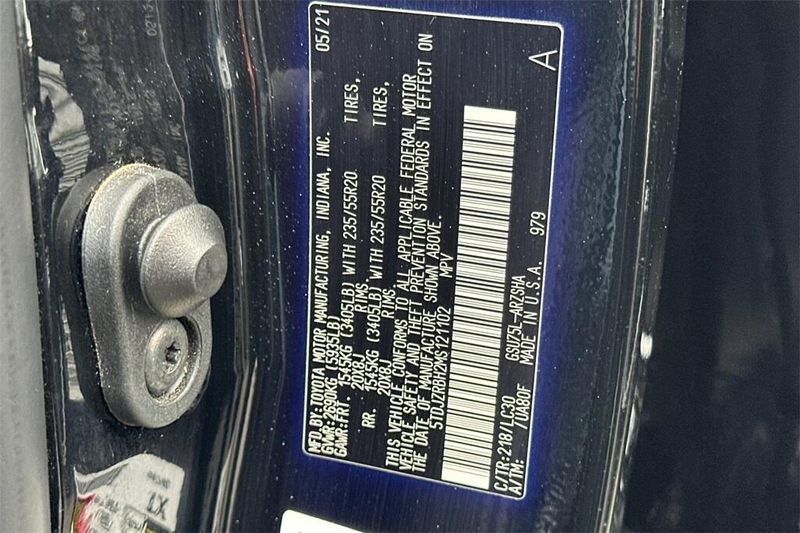 MFD.BY:TOYOTA MOTOR MANUFACTURING, INDIANA, INC. 05/21
GVWR:2690KG(5935LB)
GAWR:FRT. 1545KG (3405LB) WITH 235/55R20 TIRES,
20X8J RIMS,
RR. 1545KG (3405LB) WITH 235/55R20 TIRES,
20X8J RIMS.
THIS VEHICLE CONFORMS TO ALL APPLICABLE FEDERAL MOTOR
VEHICLE SAFETY AND THEFT PREVENTION STANDARDS IN EFFECT ON
THE DATE OF MANUFACTURE SHOWN ABOVE.
5TDJZRBH2MS121102 MPV
C/TR:218/LC30 GSU75L-ARZSHA A
A/TM: /UA80F MADE IN U.S.A. 979
1X